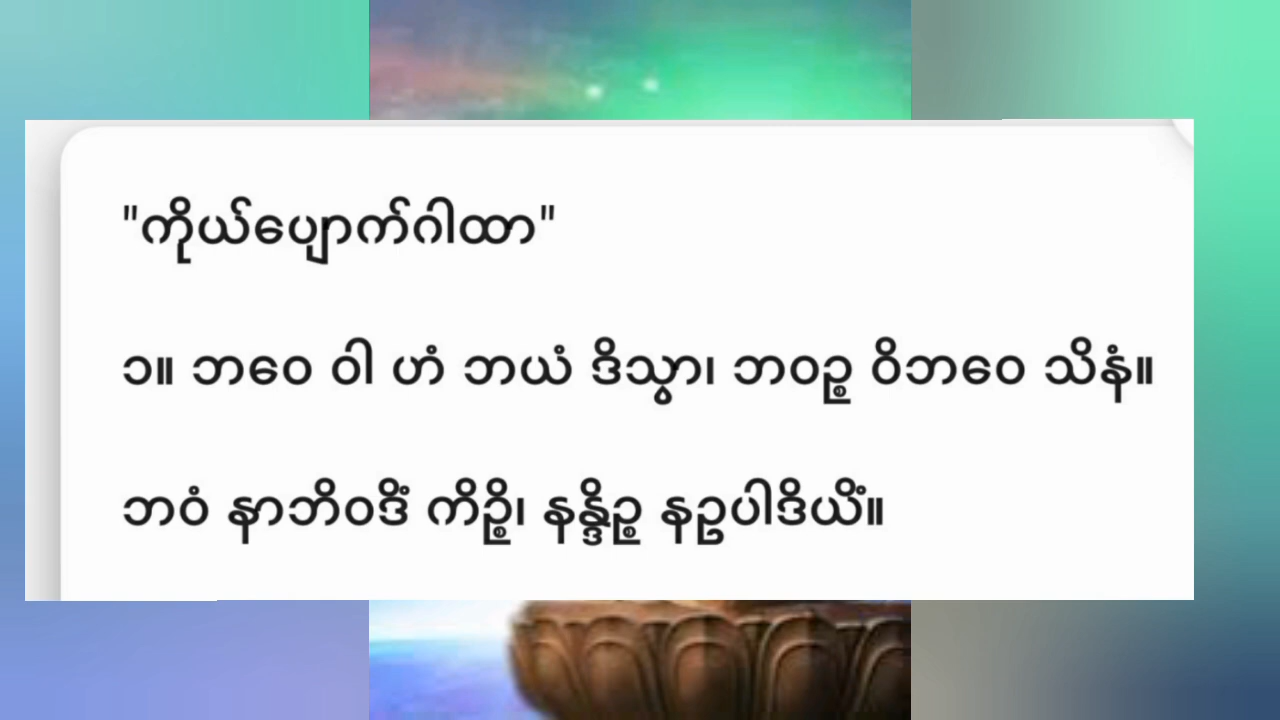 "ကိုယ်ပျောက်ဂါထာ"
၁။ ဘဝေ ဝါ ဟံ ဘယံ ဒိသွာ၊ ဘဝဉ္စ ဝိဘဝေ သိနံ။
ဘဝံ နာဘိဝဒိံ ကိဉ္စိ၊ နန္ဒိဉ္စ နဥပါဒိယိံ။